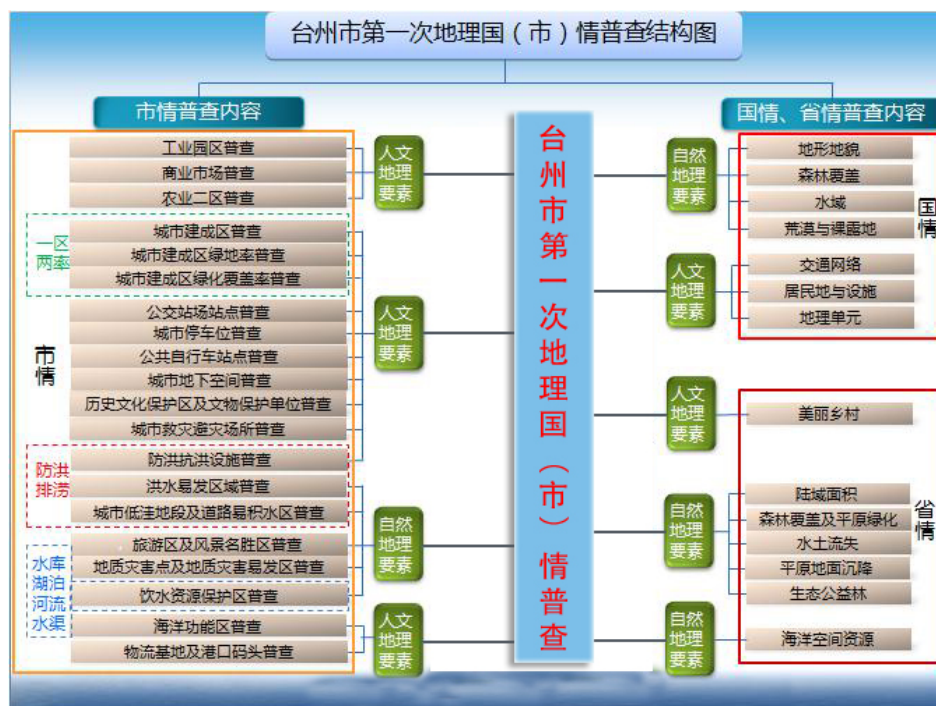 台州市第一次地理国（市）情普查结构图
市情普查内容
工业园区普查
商业市场普查
农业二区普查
人文
地理
要素
一区
两率
城市建成区普查
城市建成区绿地率普查
城市建成区绿化覆盖率普查
市
情
公交站场站点普查
城市停车位普查
公共自行车站点普查
城市地下空间普查
历史文化保护区及文物保护单位普查
城市救灾避灾场所普查
人文
地理
要素
防洪
排涝
防洪抗洪设施普查
洪水易发区域普查
城市低洼地段及道路易积水区普查
水库
湖泊
河流
水渠
旅游区及风景名胜区普查
地质灾害点及地质灾害易发区普查
饮水资源保护区普查
自然
地理
要素
海洋功能区普查
物流基地及港口码头普查
人文
地理
要素
台州市第一次地理国（市）情普查
国情、省情普查内容
自然
地理
要素
地形地貌
森林覆盖
水域
荒漠与裸露地
国
情
人文
地理
要素
交通网络
居民地与设施
地理单元
人文
地理
要素
美丽乡村
自然
地理
要素
陆域面积
森林覆盖及平原绿化
水土流失
平原地面沉降
生态公益林
省
情
自然
地理
要素
海洋空间资源